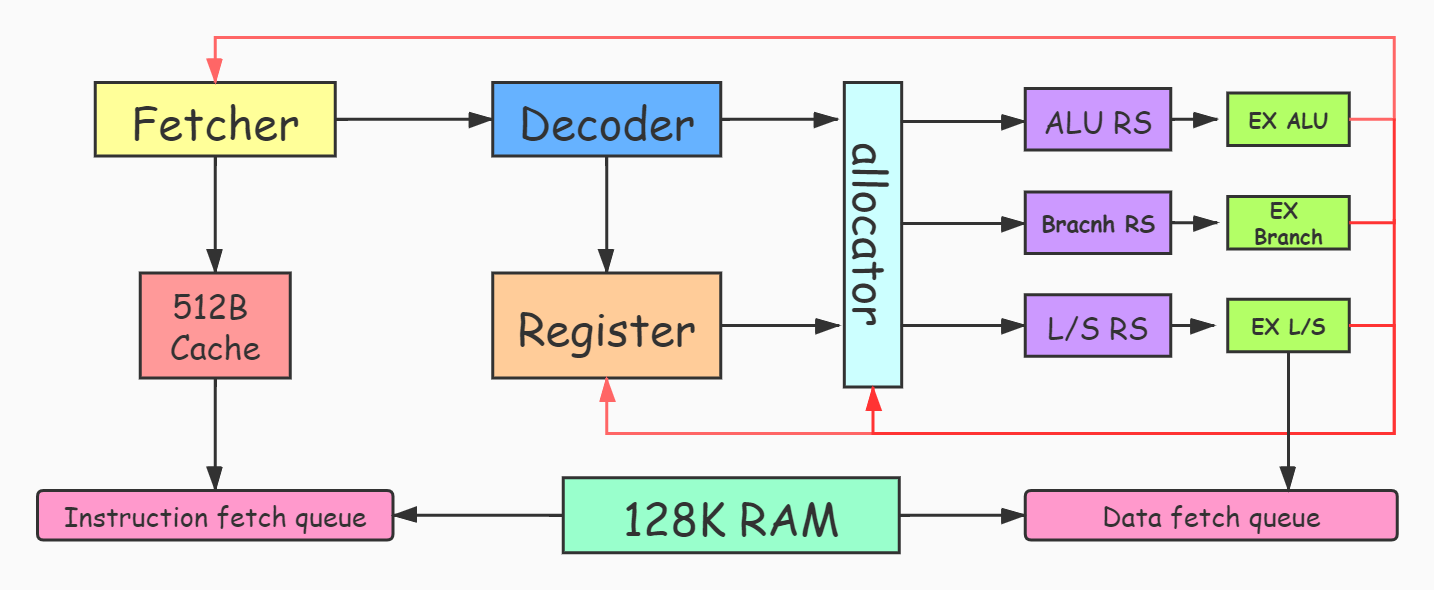 Fetcher
Decoder
allocator
ALU RS
EX ALU
Bracnh RS
EX
Branch
512B
Cache
Register
L/S RS
EX L/S
Instruction fetch queue
128K RAM
Data fetch queue